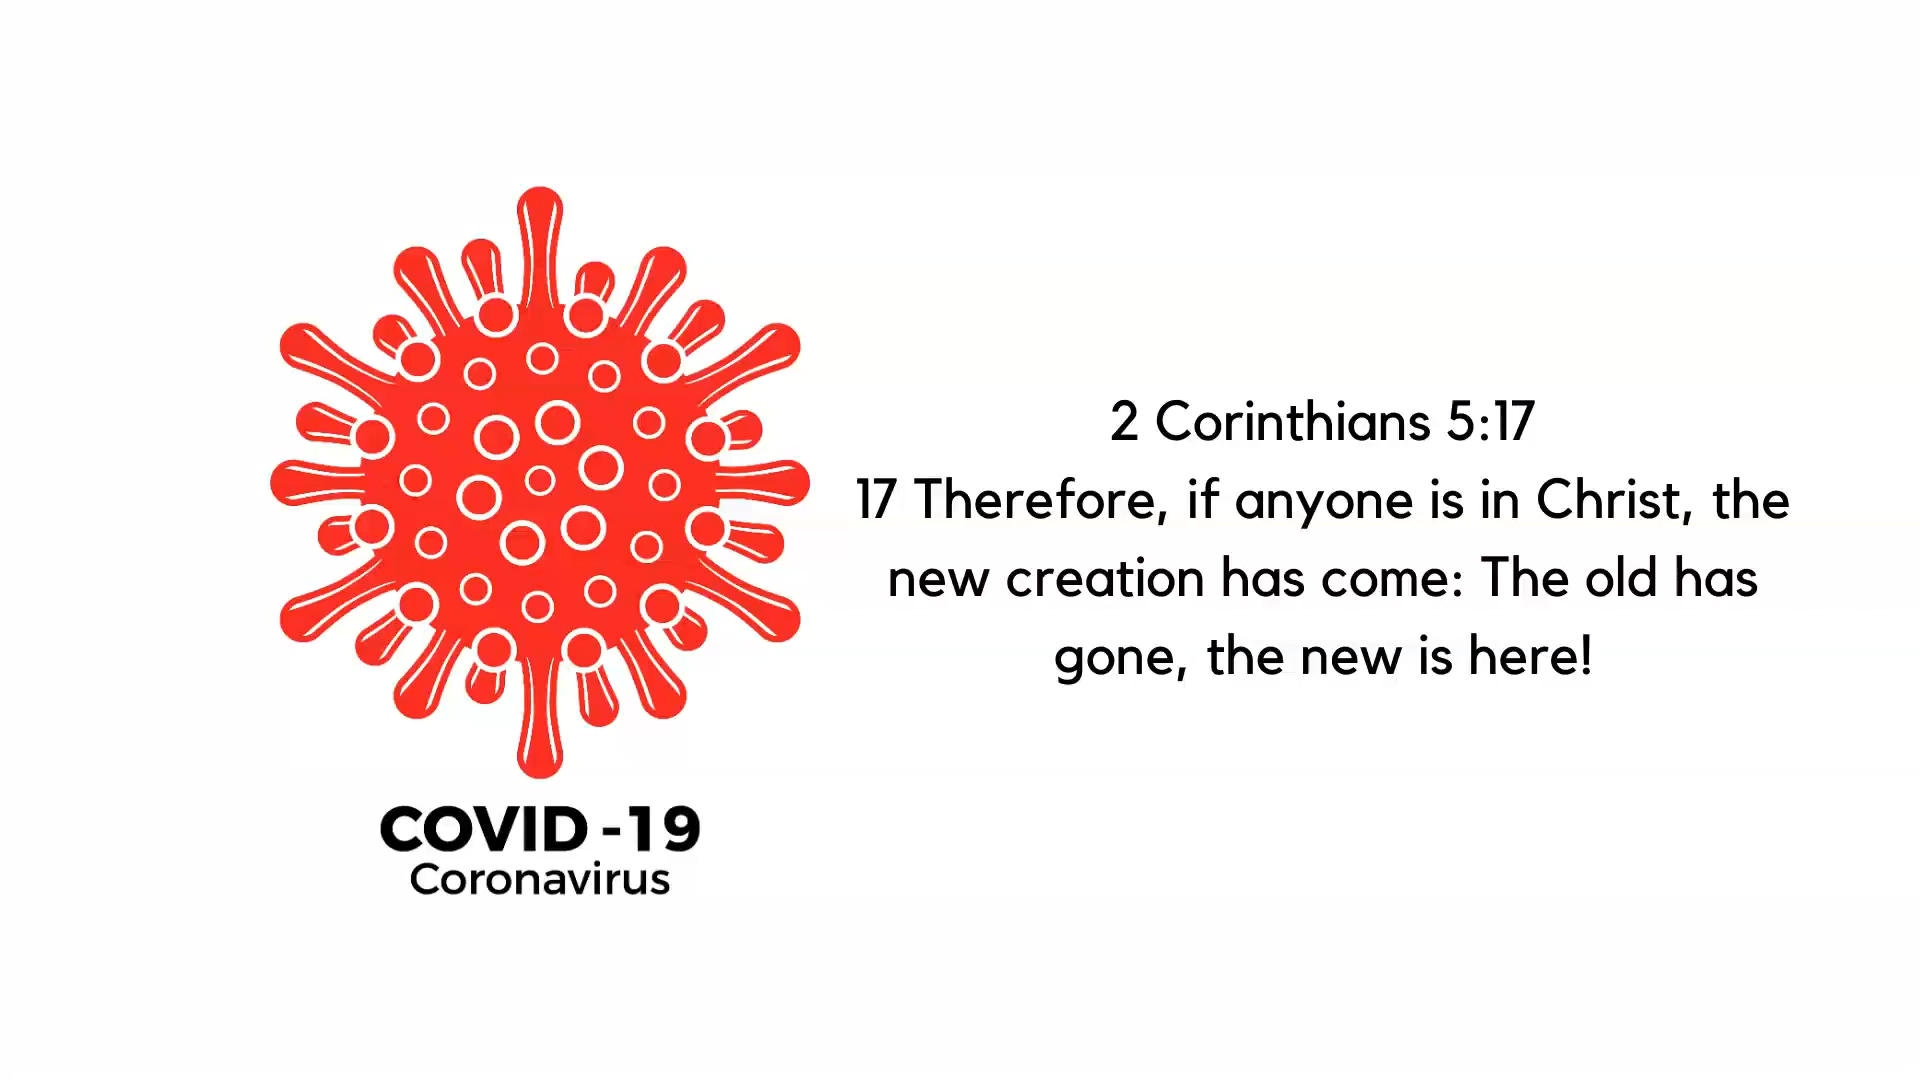 2 Corinthians 5:17
17 Therefore, if anyone is in Christ, the
new creation has come: The old has
gone, the new is here!
COVID -19
Coronavirus